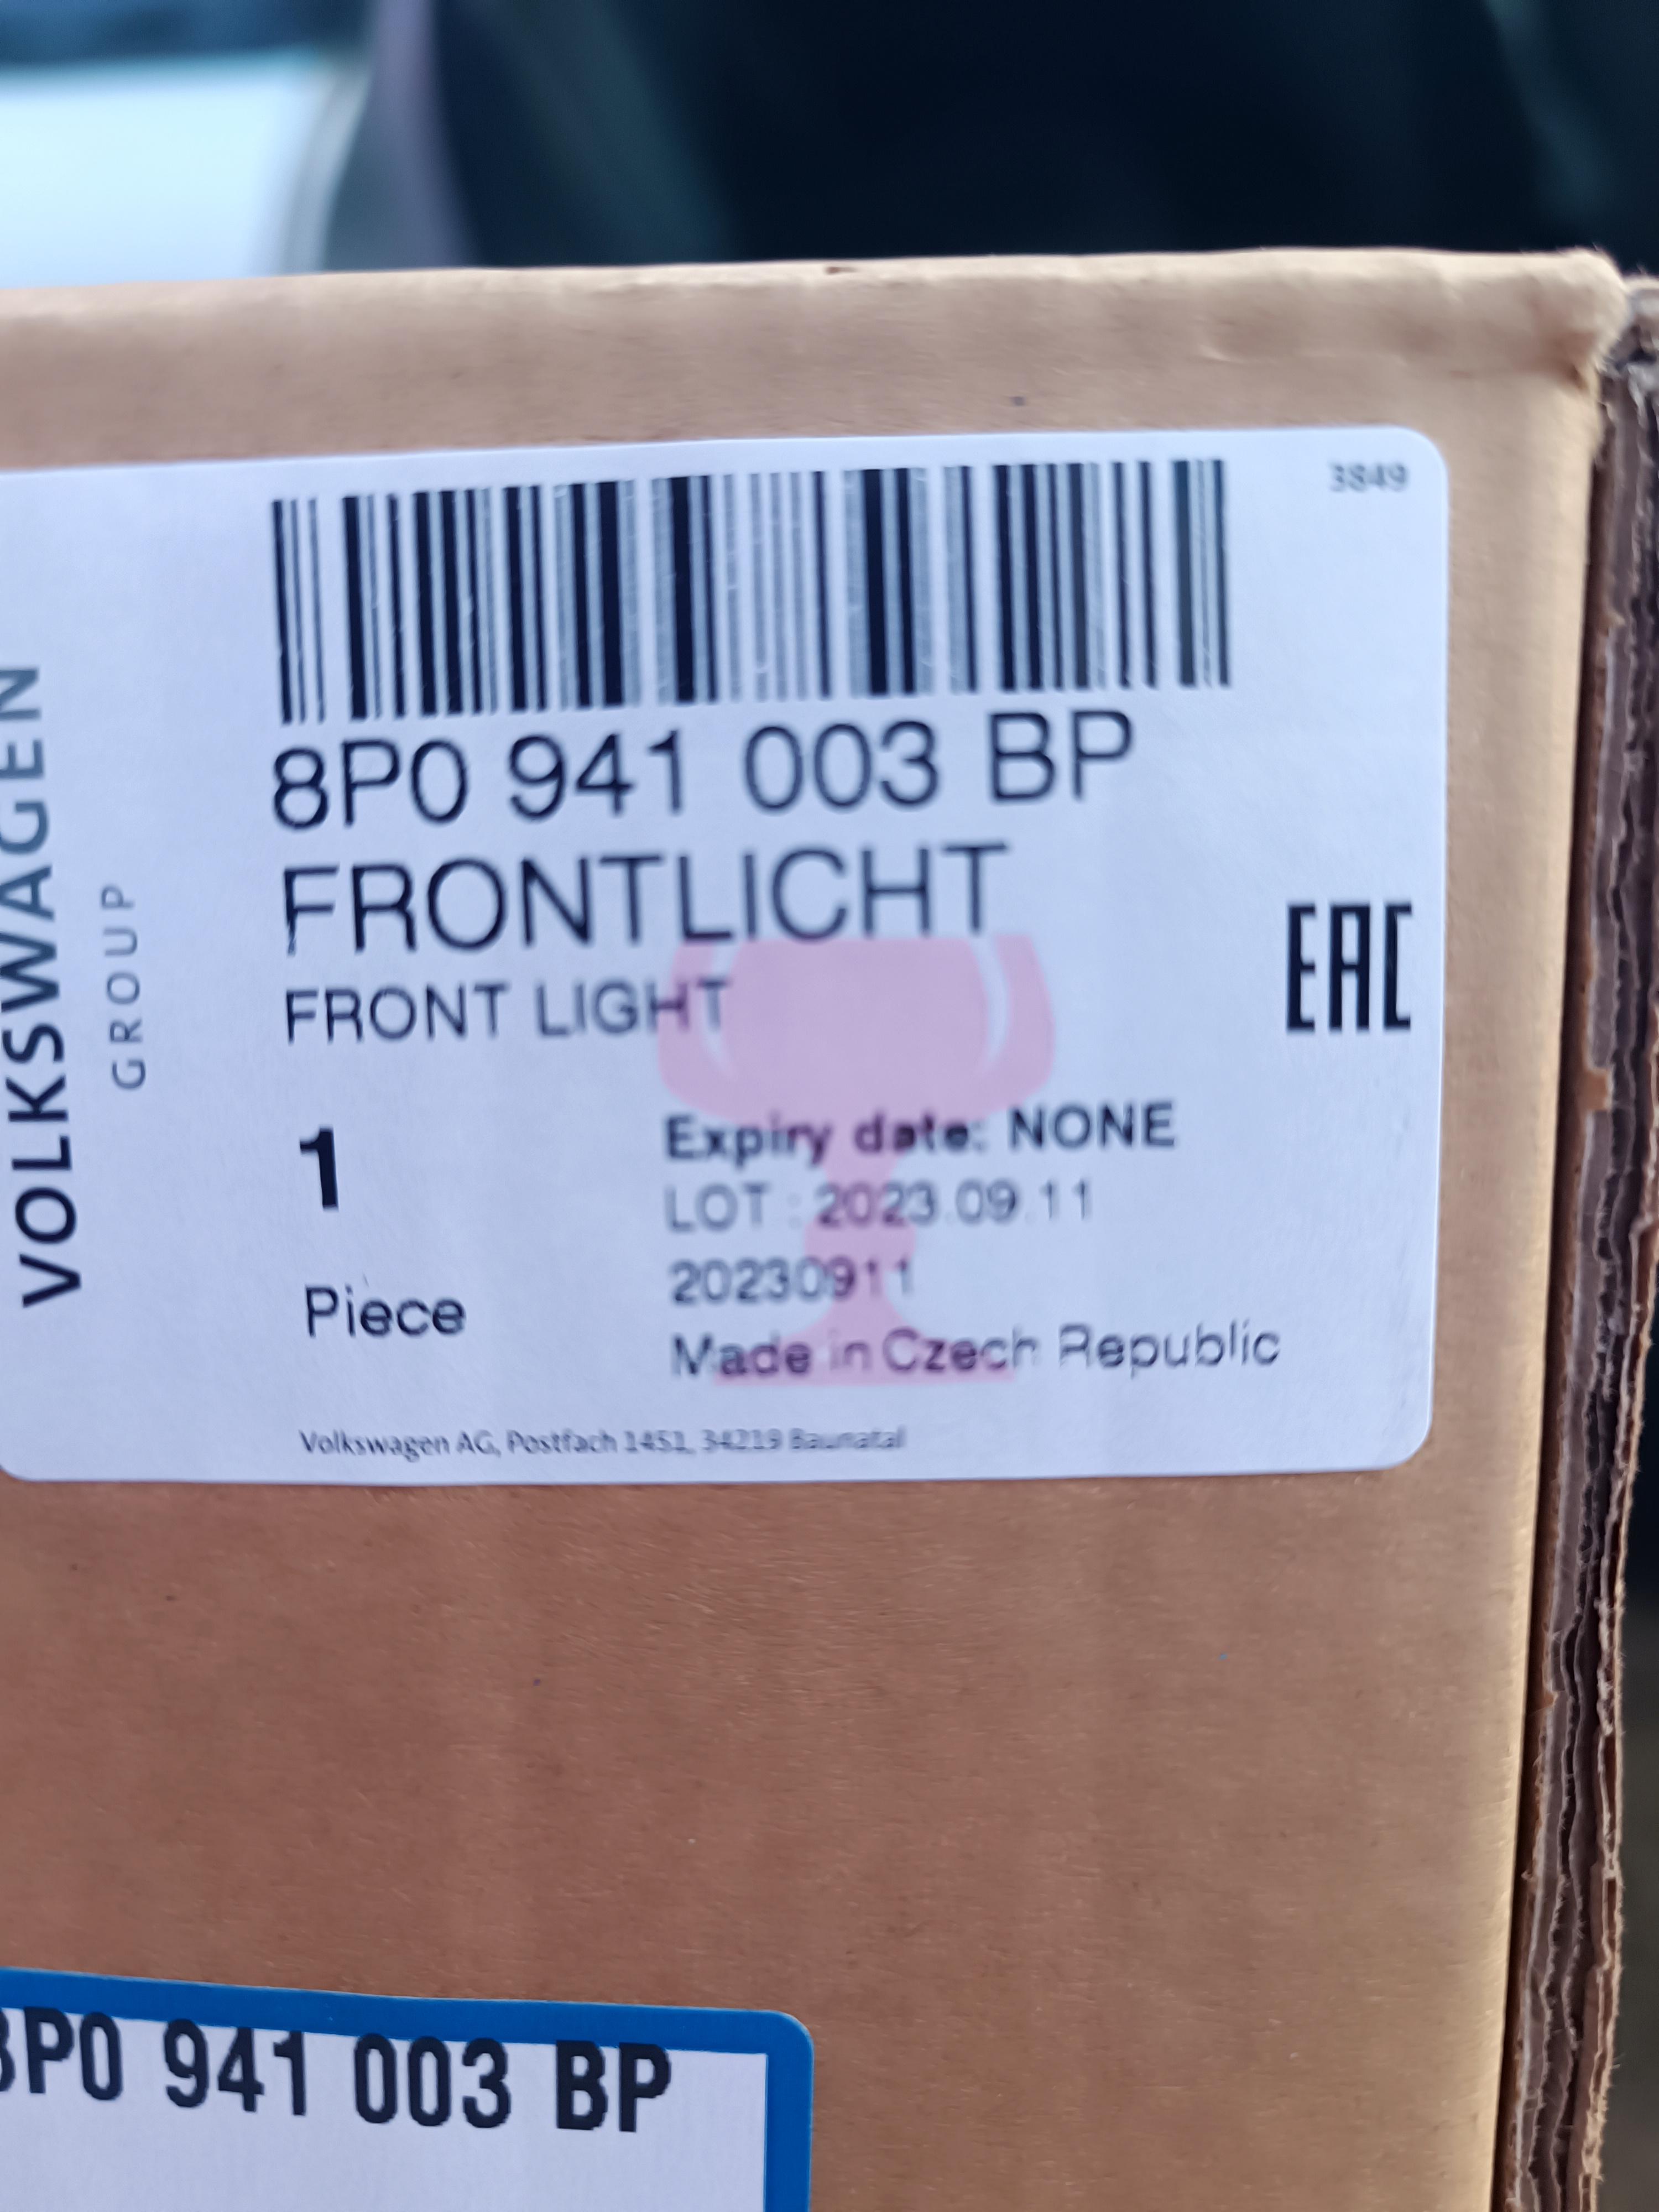 3849
VOLKSWAGEN
GROUP
8P0 941 003 BP
FRONTLICHT
FRONT LIGHT
EAC
1
Piece
Expiry date: NONE
LOT : 2023.09.11
20230911
Made in Czech Republic
Volkswagen AG, Postfach 1451, 34219 Baunatal
8P0 941 003 BP